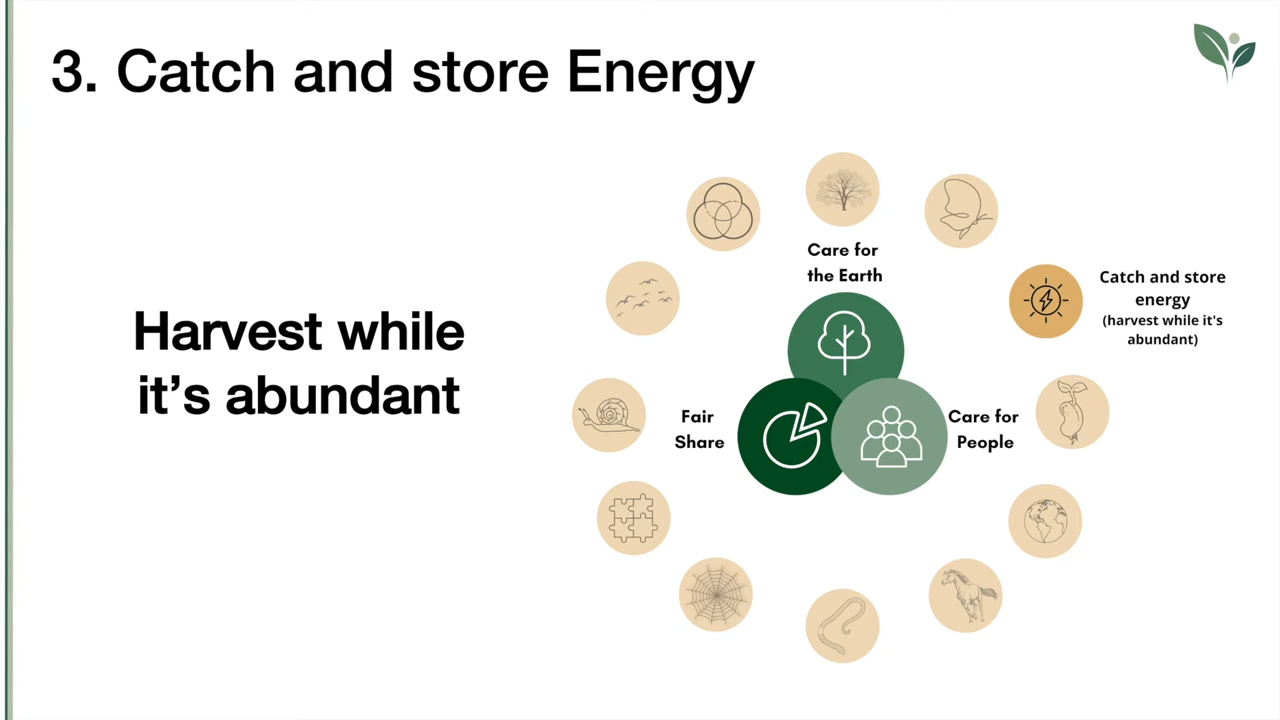 3. Catch and store Energy
Harvest while
it’s abundant
Care for
the Earth
Catch and store
energy
(harvest while it's
abundant)
Fair
Share
Care for
People